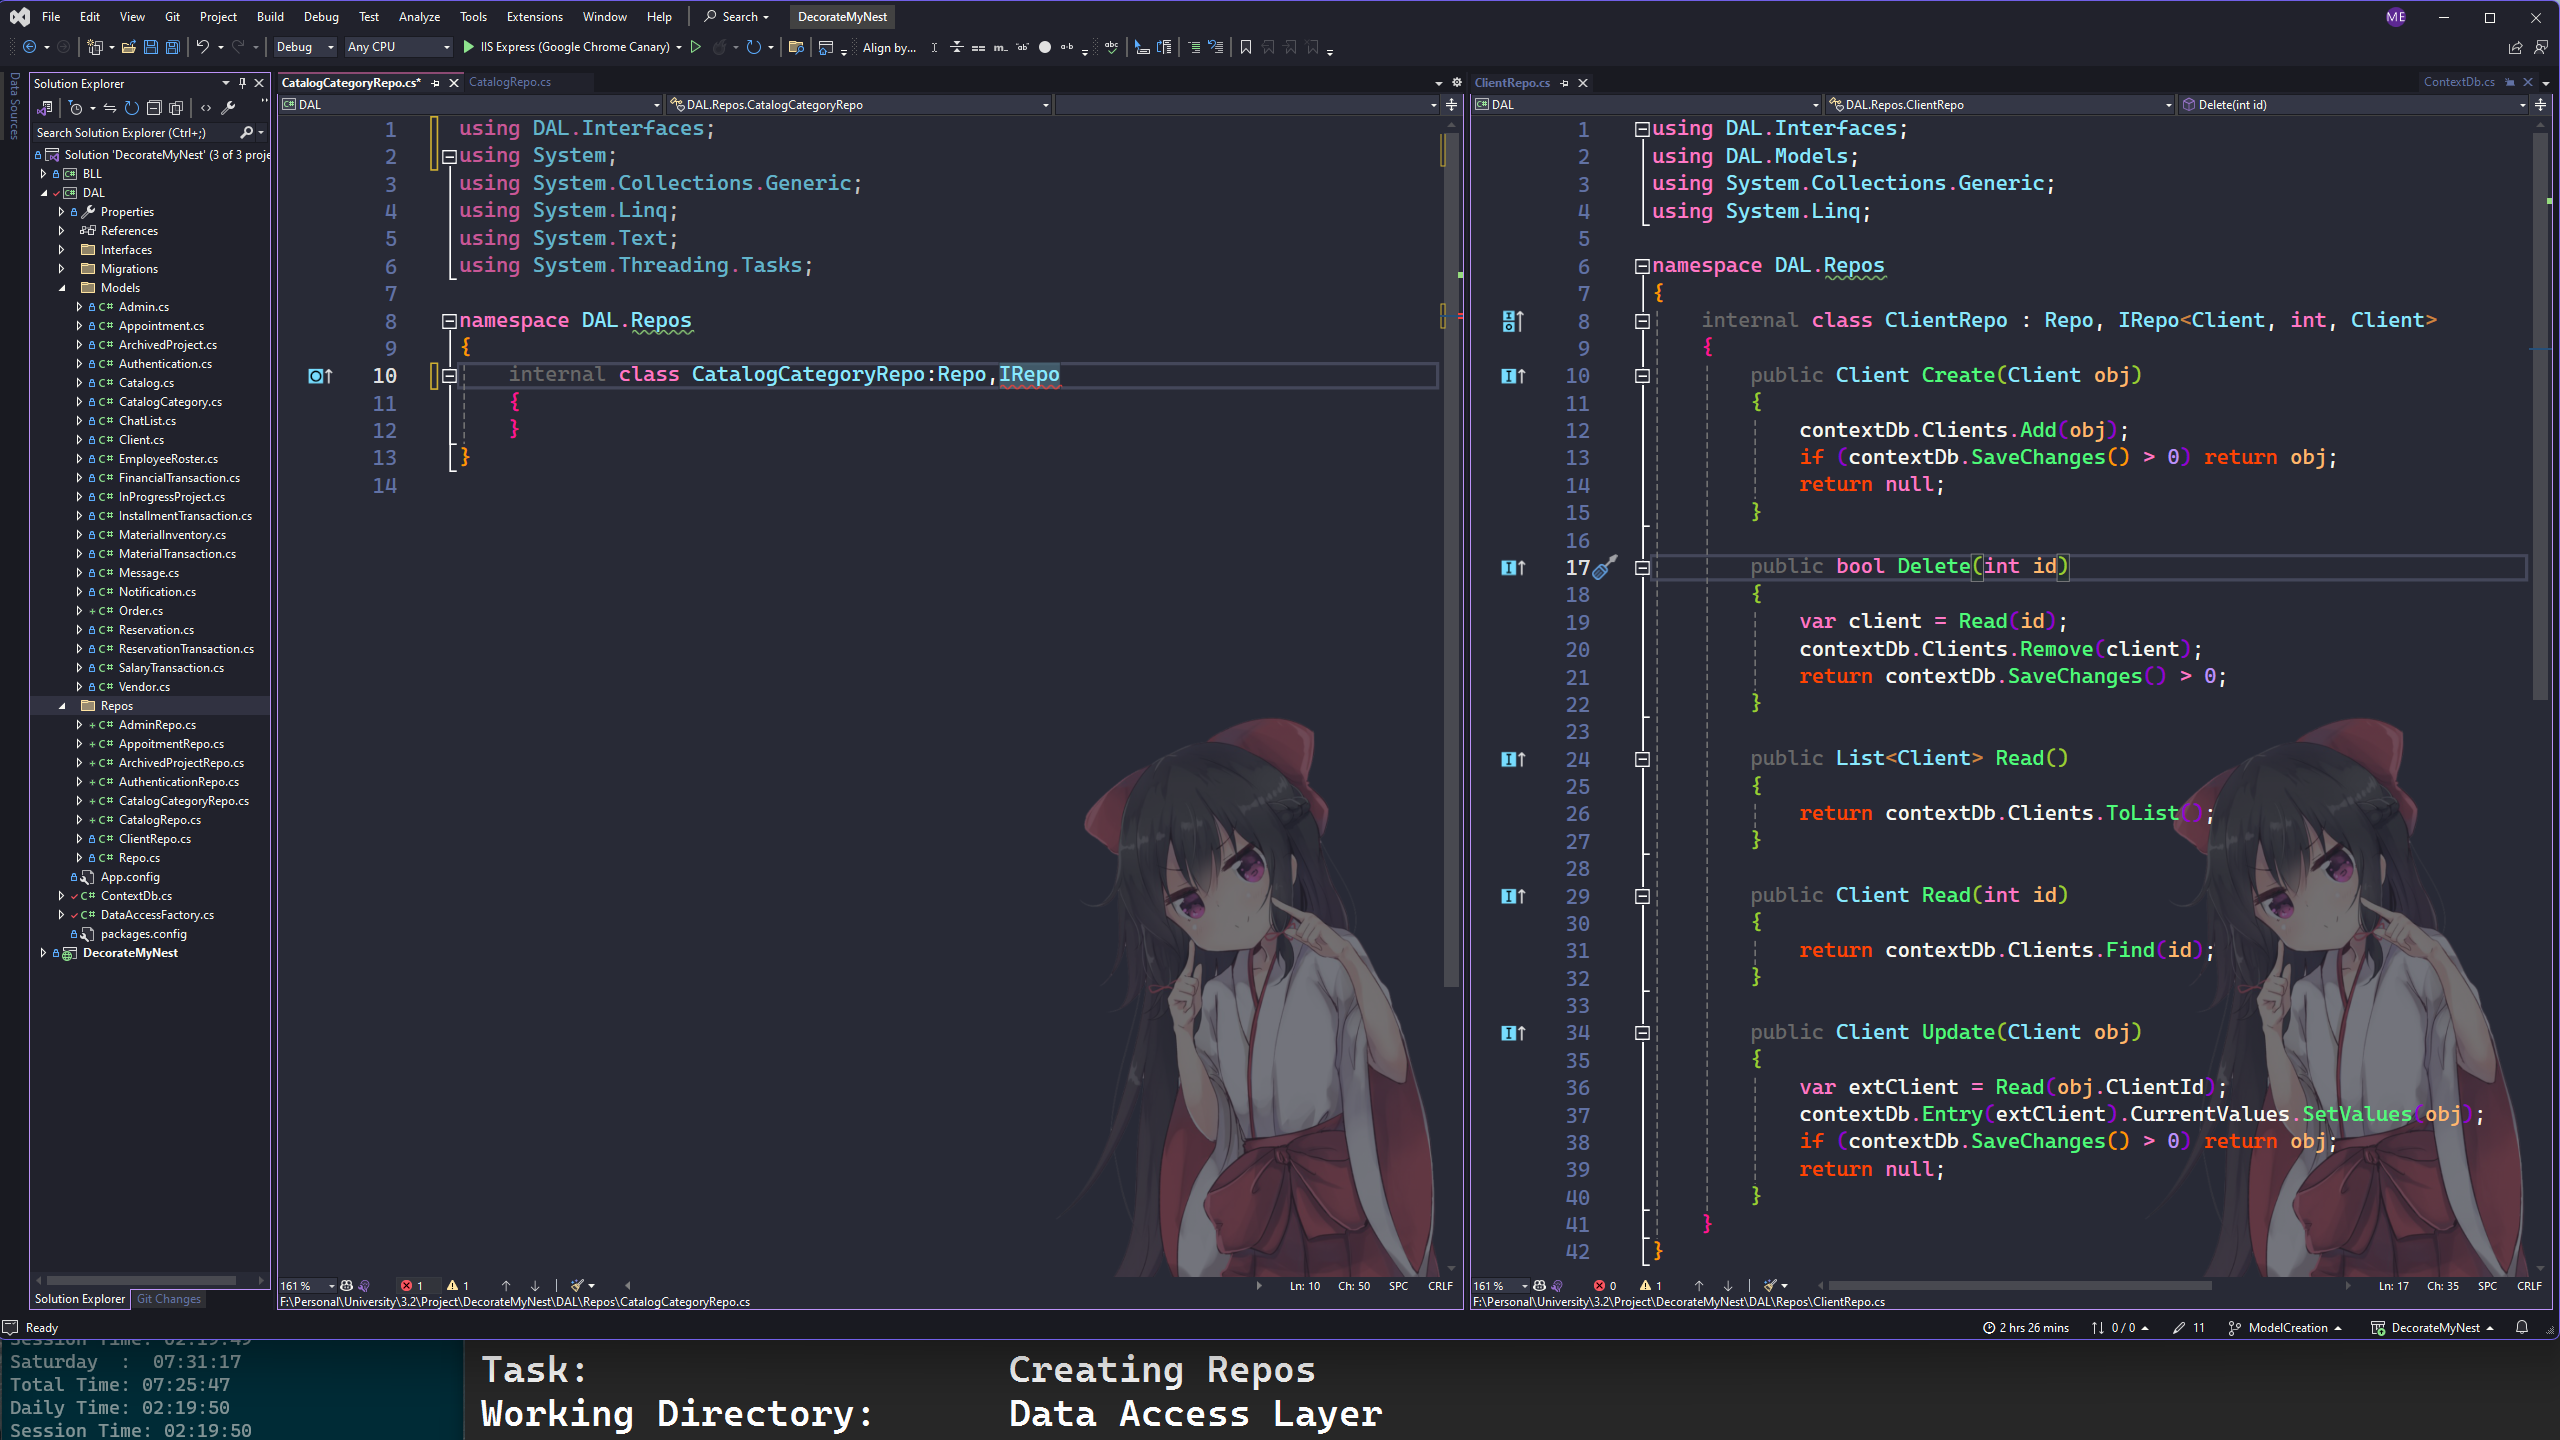 File Edit View Git Project Build Debug Test Analyze Tools Extensions Window Help Search DecorateMyNest ME
Debug Any CPU IIS Express (Google Chrome Canary) Align by...
Data Sources
Solution Explorer
Search Solution Explorer (Ctrl+;)
Solution 'DecorateMyNest' (3 of 3 proje
BLL
DAL
Properties
References
Interfaces
Migrations
Models
Admin.cs
Appointment.cs
ArchivedProject.cs
Authentication.cs
Catalog.cs
CatalogCategory.cs
ChatList.cs
Client.cs
EmployeeRoster.cs
FinancialTransaction.cs
InProgressProject.cs
InstallmentTransaction.cs
MaterialInventory.cs
MaterialTransaction.cs
Message.cs
Notification.cs
Order.cs
Reservation.cs
ReservationTransaction.cs
SalaryTransaction.cs
Vendor.cs
Repos
AdminRepo.cs
AppoitmentRepo.cs
ArchivedProjectRepo.cs
AuthenticationRepo.cs
CatalogCategoryRepo.cs
CatalogRepo.cs
ClientRepo.cs
Repo.cs
App.config
ContextDb.cs
DataAccessFactory.cs
packages.config
DecorateMyNest
Solution Explorer Git Changes
CatalogCategoryRepo.cs* CatalogRepo.cs
DAL DAL.Repos.CatalogCategoryRepo
1 using DAL.Interfaces;
2 using System;
3 using System.Collections.Generic;
4 using System.Linq;
5 using System.Text;
6 using System.Threading.Tasks;
7
8 namespace DAL.Repos
9 {
10 internal class CatalogCategoryRepo:Repo,IRepo
11 {
12 }
13 }
14
161 % 1 1 Ln: 10 Ch: 50 SPC CRLF
F:\Personal\University\3.2\Project\DecorateMyNest\DAL\Repos\CatalogCategoryRepo.cs
ClientRepo.cs ContextDb.cs
DAL DAL.Repos.ClientRepo Delete(int id)
1 using DAL.Interfaces;
2 using DAL.Models;
3 using System.Collections.Generic;
4 using System.Linq;
5
6 namespace DAL.Repos
7 {
8 internal class ClientRepo : Repo, IRepo<Client, int, Client>
9 {
10 public Client Create(Client obj)
11 {
12 contextDb.Clients.Add(obj);
13 if (contextDb.SaveChanges() > 0) return obj;
14 return null;
15 }
16
17 public bool Delete(int id)
18 {
19 var client = Read(id);
20 contextDb.Clients.Remove(client);
21 return contextDb.SaveChanges() > 0;
22 }
23
24 public List<Client> Read()
25 {
26 return contextDb.Clients.ToList();
27 }
28
29 public Client Read(int id)
30 {
31 return contextDb.Clients.Find(id);
32 }
33
34 public Client Update(Client obj)
35 {
36 var extClient = Read(obj.ClientId);
37 contextDb.Entry(extClient).CurrentValues.SetValues(obj);
38 if (contextDb.SaveChanges() > 0) return obj;
39 return null;
40 }
41 }
42 }
161 % 0 1 Ln: 17 Ch: 35 SPC CRLF
F:\Personal\University\3.2\Project\DecorateMyNest\DAL\Repos\ClientRepo.cs
Ready 2 hrs 26 mins 0 / 0 11 ModelCreation DecorateMyNest
Session Time: 02:19:49
Saturday : 07:31:17
Total Time: 07:25:47
Daily Time: 02:19:50
Session Time: 02:19:50
Task: Creating Repos
Working Directory: Data Access Layer